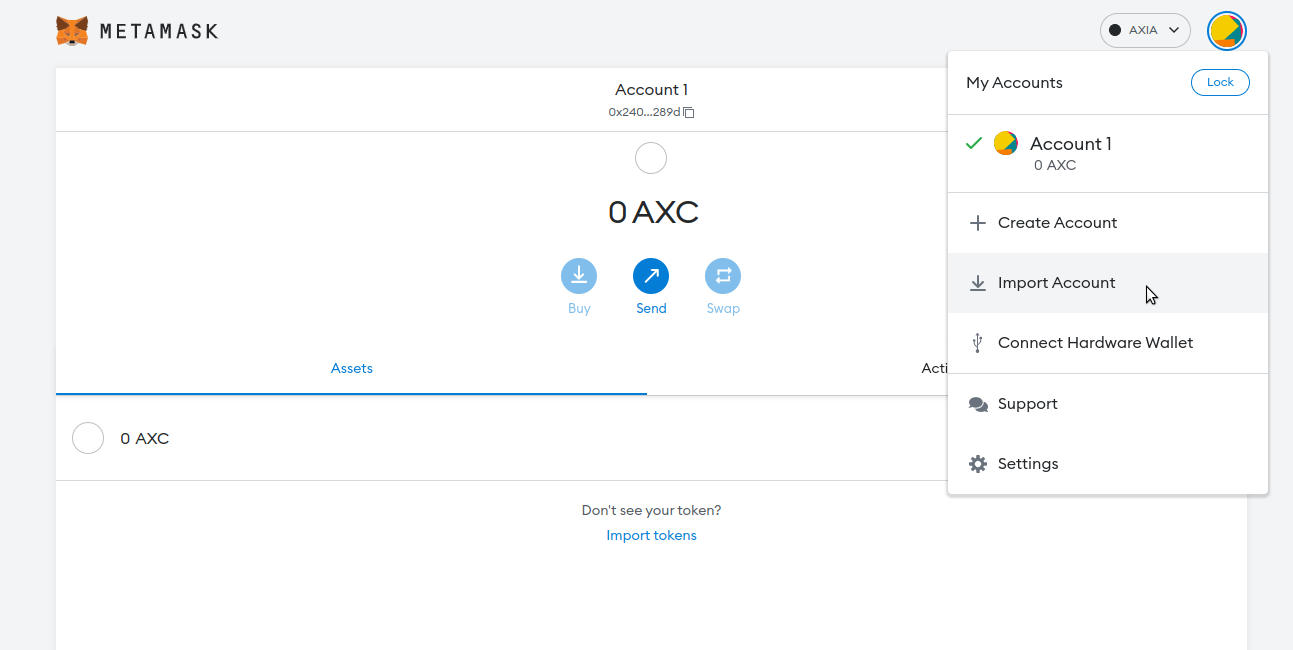 METAMASK
AXIA
Account 1
0x240...289d
0 AXC
Buy
Send
Swap
Assets
Acti
0 AXC
Don't see your token?
Import tokens
My Accounts
Lock
Account 1
0 AXC
Create Account
Import Account
Connect Hardware Wallet
Support
Settings